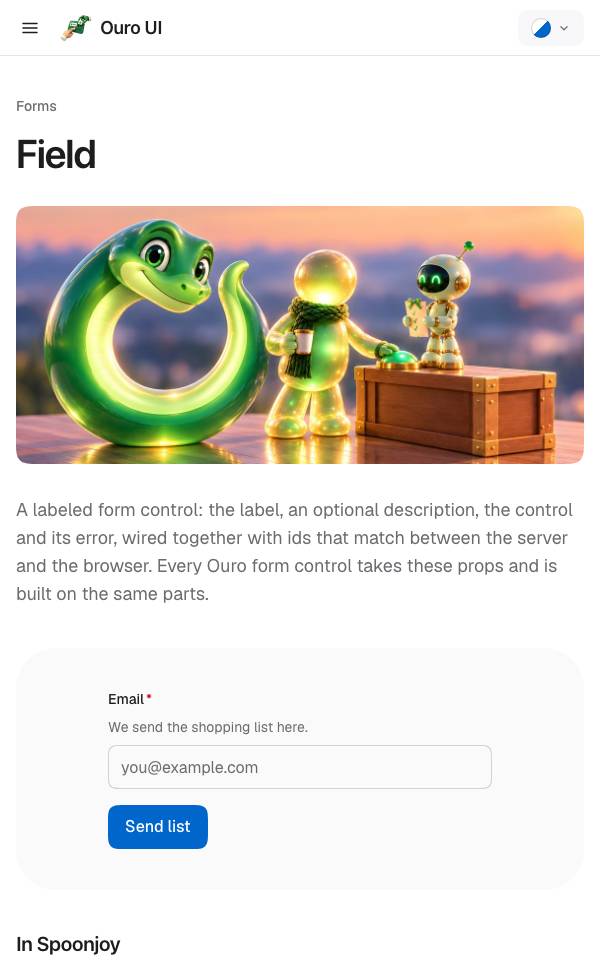 Ouro UI
Forms
Field
A labeled form control: the label, an optional description, the control
and its error, wired together with ids that match between the server
and the browser. Every Ouro form control takes these props and is
built on the same parts.
Email *
We send the shopping list here.
you@example.com
Send list
In Spoonjoy